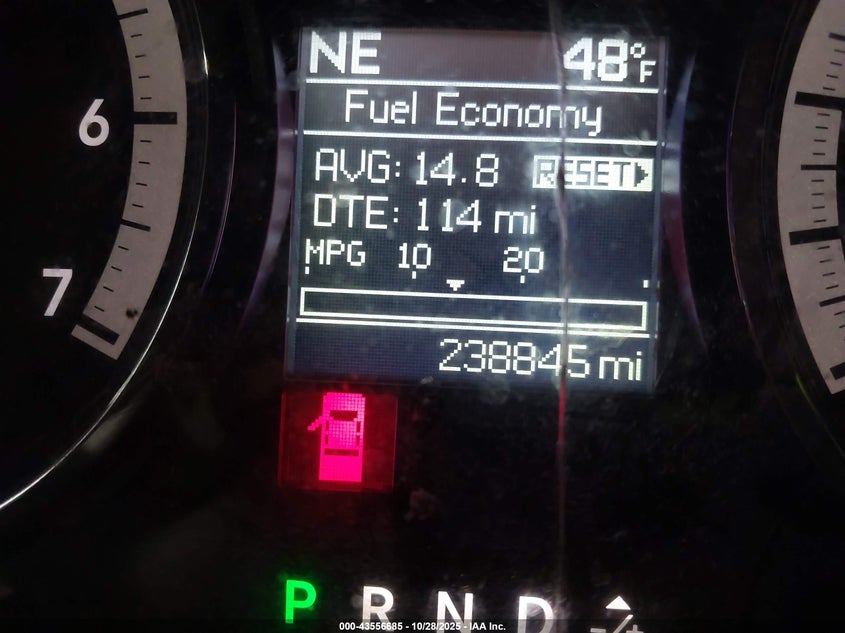 NE 48°F
Fuel Economy
6
AVG: 14.8 RESET
DTE: 114 mi
MPG 10 20
7
238845 mi
P R N D -/+
000-43556685 - 10/28/2025 - IAA Inc.